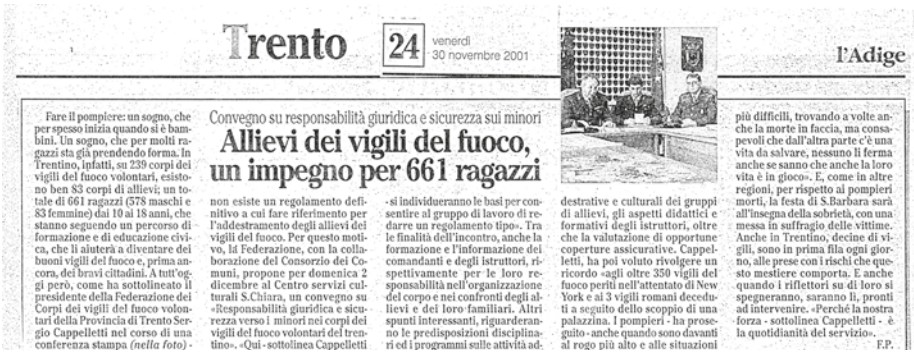 Trento
24
venerdì
30 novembre 2001
l'Adige
Convegno su responsabilità giuridica e sicurezza sui minori
Allievi dei vigili del fuoco,
un impegno per 661 ragazzi
Fare il pompiere: un sogno, che
per spesso inizia quando si è bam-
bini. Un sogno, che per molti ra-
gazzi sta già prendendo forma. In
Trentino, infatti, su 239 corpi dei
vigili del fuoco volontari, esisto-
no ben 83 corpi di allievi; un to-
tale di 661 ragazzi (578 maschi e
83 femmine) dai 10 ai 18 anni, che
stanno seguendo un percorso di
formazione e di educazione civi-
ca, che li aiuterà a diventare dei
buoni vigili del fuoco e, prima an-
cora, dei bravi cittadini. A tutt'og-
gi però, come ha sottolineato il
presidente della Federazione dei
Corpi dei vigili del fuoco volon-
tari della Provincia di Trento Ser-
gio Cappelletti nel corso di una
conferenza stampa (nella foto) -
non esiste un regolamento defi-
nitivo a cui fare riferimento per
l'addestramento degli allievi dei
vigili del fuoco. Per questo moti-
vo, la Federazione, con la colla-
borazione del Consorzio dei Co-
muni, propone per domenica 2
dicembre al Centro servizi cul-
turali S.Chiara, un convegno su
«Responsabilità giuridica e sicu-
rezza verso i minori nei corpi dei
vigili del fuoco volontari del tren-
tino». «Qui - sottolinea Cappelletti
- si individueranno le basi per con-
sentire al gruppo di lavoro di re-
darre un regolamento tipo». Tra
le finalità dell'incontro, anche la
formazione e l'informazione dei
comandanti e degli istruttori, ri-
spettivamente per le loro re-
sponsabilità nell'organizzazione
del corpo e nei confronti degli al-
lievi e dei loro familiari. Altri
spunti interessanti, riguarderan-
no le predisposizioni disciplina-
ri ed i programmi sulle attività ad-
destrative e culturali dei gruppi
di allievi, gli aspetti didattici e
formativi degli istruttori, oltre
che la valutazione di opportune
coperture assicurative. Cappel-
letti, ha poi voluto rivolgere un
ricordo «agli oltre 350 vigili del
fuoco periti nell'attentato di New
York e ai 3 vigili romani decedu-
ti a seguito dello scoppio di una
palazzina. I pompieri - ha prose-
guito - anche quando sono davanti
al rogo più alto e alle situazioni
più difficili, trovando a volte an-
che la morte in faccia, ma consa-
pevoli che dall'altra parte c'è una
vita da salvare, nessuno li ferma
anche se sanno che anche la loro
vita è in gioco». E, come in altre
regioni, per rispetto ai pompieri
morti, la festa di S.Barbara sarà
all'insegna della sobrietà, con una
messa in suffragio delle vittime.
Anche in Trentino, decine di vi-
gili, sono in prima fila ogni gior-
no, alle prese con i rischi che que-
sto mestiere comporta. E anche
quando i riflettori su di loro si
spegneranno, saranno lì, pronti
ad intervenire. «Perché la nostra
forza - sottolinea Cappelletti - è
la quotidianità del servizio».
F.P.